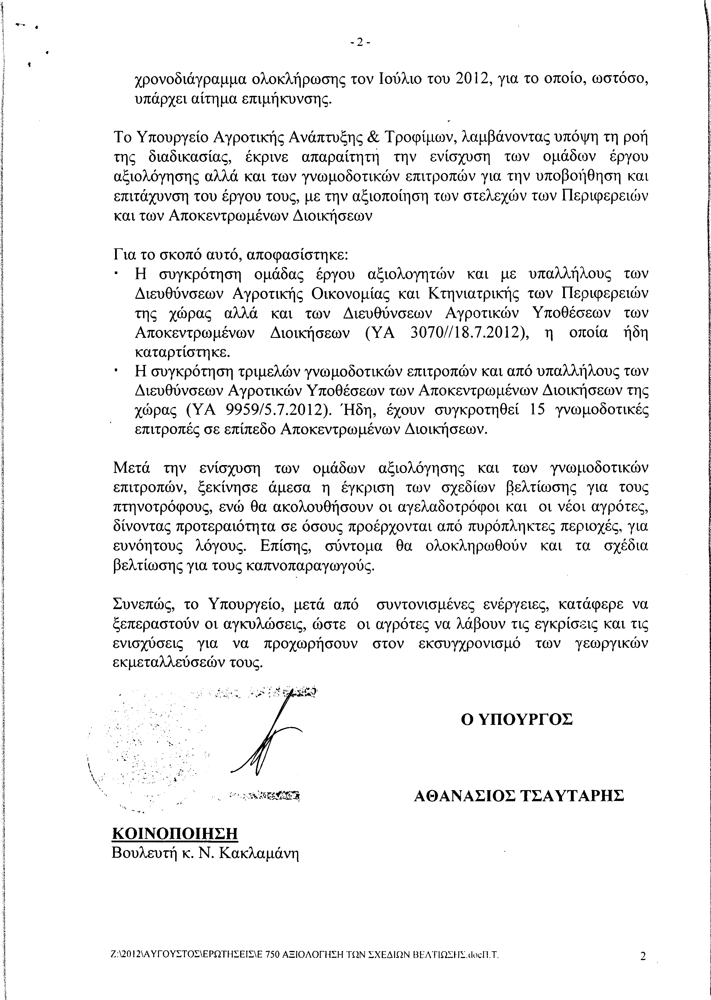 - 2 -
χρονοδιάγραμμα ολοκλήρωσης τον Ιούλιο του 2012, για το οποίο, ωστόσο,
υπάρχει αίτημα επιμήκυνσης.
Το Υπουργείο Αγροτικής Ανάπτυξης & Τροφίμων, λαμβάνοντας υπόψη τη ροή
της διαδικασίας, έκρινε απαραίτητη την ενίσχυση των ομάδων έργου
αξιολόγησης αλλά και των γνωμοδοτικών επιτροπών για την υποβοήθηση και
επιτάχυνση του έργου τους, με την αξιοποίηση των στελεχών των Περιφερειών
και των Αποκεντρωμένων Διοικήσεων
Για το σκοπό αυτό, αποφασίστηκε:
· Η συγκρότηση ομάδας έργου αξιολογητών και με υπαλλήλους των
Διευθύνσεων Αγροτικής Οικονομίας και Κτηνιατρικής των Περιφερειών
της χώρας αλλά και των Διευθύνσεων Αγροτικών Υποθέσεων των
Αποκεντρωμένων Διοικήσεων (ΥΑ 3070//18.7.2012), η οποία ήδη
καταρτίστηκε.
· Η συγκρότηση τριμελών γνωμοδοτικών επιτροπών και από υπαλλήλους των
Διευθύνσεων Αγροτικών Υποθέσεων των Αποκεντρωμένων Διοικήσεων της
χώρας (ΥΑ 9959/5.7.2012). Ήδη, έχουν συγκροτηθεί 15 γνωμοδοτικές
επιτροπές σε επίπεδο Αποκεντρωμένων Διοικήσεων.
Μετά την ενίσχυση των ομάδων αξιολόγησης και των γνωμοδοτικών
επιτροπών, ξεκίνησε άμεσα η έγκριση των σχεδίων βελτίωσης για τους
πτηνοτρόφους, ενώ θα ακολουθήσουν οι αγελαδοτρόφοι και οι νέοι αγρότες,
δίνοντας προτεραιότητα σε όσους προέρχονται από πυρόπληκτες περιοχές, για
ευνόητους λόγους. Επίσης, σύντομα θα ολοκληρωθούν και τα σχέδια
βελτίωσης για τους καπνοπαραγωγούς.
Συνεπώς, το Υπουργείο, μετά από συντονισμένες ενέργειες, κατάφερε να
ξεπεραστούν οι αγκυλώσεις, ώστε οι αγρότες να λάβουν τις εγκρίσεις και τις
ενισχύσεις για να προχωρήσουν στον εκσυγχρονισμό των γεωργικών
εκμεταλλεύσεών τους.
Ο ΥΠΟΥΡΓΟΣ
ΑΘΑΝΑΣΙΟΣ ΤΣΑΥΤΑΡΗΣ
ΚΟΙΝΟΠΟΙΗΣΗ
Βουλευτή κ. Ν. Κακλαμάνη
Z:\2012\ΑΥΓΟΥΣΤΟΣ\ΕΡΩΤΗΣΕΙΣ\Ε 750 ΑΞΙΟΛΟΓΗΣΗ ΤΩΝ ΣΧΕΔΙΩΝ ΒΕΛΤΙΩΣΗΣ.docΠ.Τ. 2